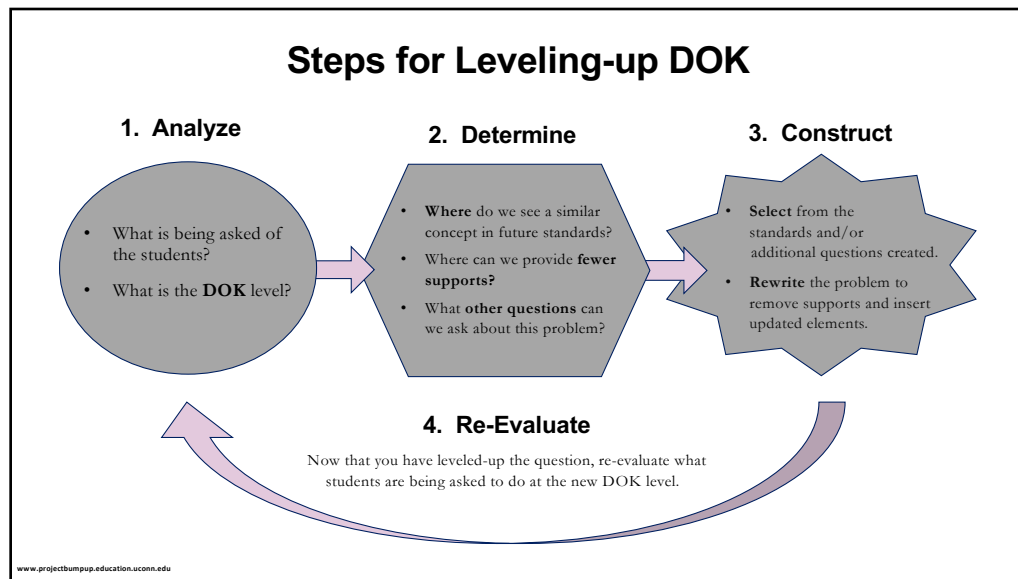 Steps for Leveling-up DOK
1. Analyze
• What is being asked of
the students?
• What is the DOK level?
2. Determine
• Where do we see a similar
concept in future standards?
• Where can we provide fewer
supports?
• What other questions can
we ask about this problem?
3. Construct
• Select from the
standards and/or
additional questions created.
• Rewrite the problem to
remove supports and insert
updated elements.
4. Re-Evaluate
Now that you have leveled-up the question, re-evaluate what
students are being asked to do at the new DOK level.
www.projectbumpup.education.uconn.edu